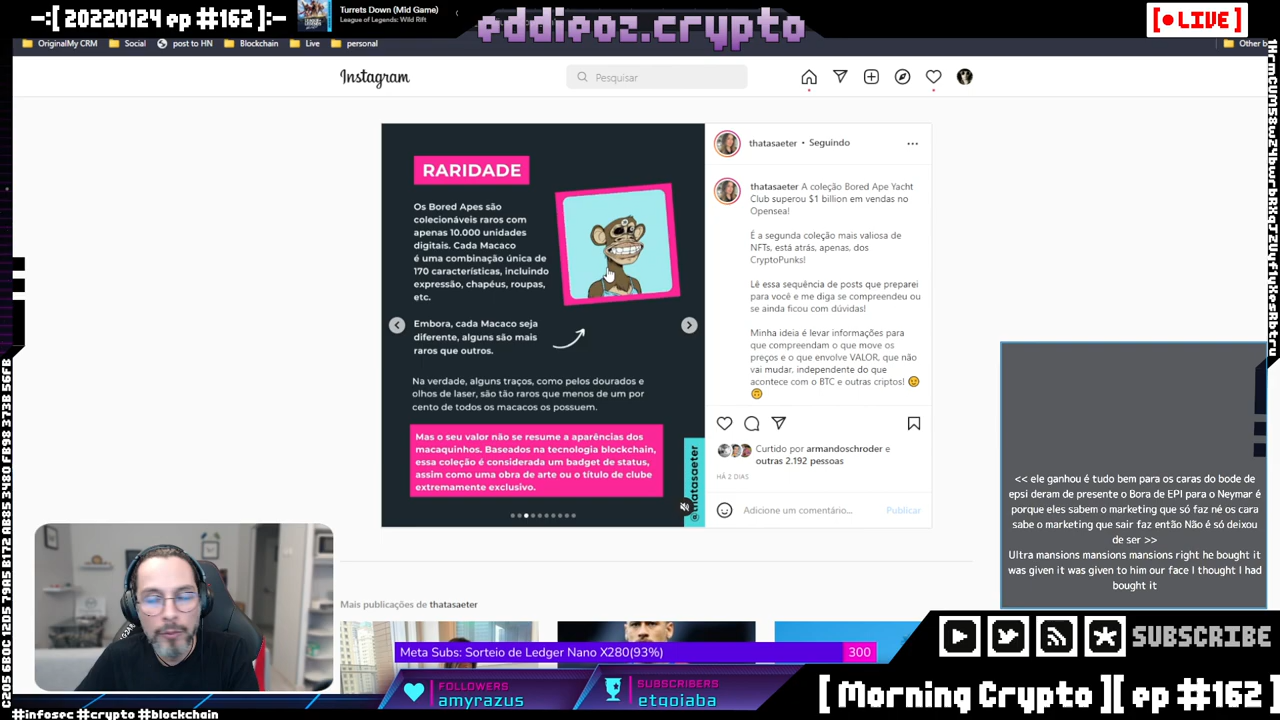 -:[ 20220124 ep #162 ]:-
Turrets Down (Mid Game)
League of Legends: Wild Rift
eddieoz.crypto
[● LIVE]
OriginalMy CRM
Social
post to HN
Blockchain
Live
personal
Other b
Instagram
Pesquisar
RARIDADE
Os Bored Apes são
colecionáveis raros com
apenas 10.000 unidades
digitais. Cada Macaco
é uma combinação única de
170 características, incluindo
expressão, chapéus, roupas,
etc.
Embora, cada Macaco seja
diferente, alguns são mais
raros que outros.
Na verdade, alguns traços, como pelos dourados e
olhos de laser, são tão raros que menos de um por
cento de todos os macacos os possuem.
Mas o seu valor não se resume a aparências dos
macaquinhos. Baseados na tecnologia blockchain,
essa coleção é considerada um badget de status,
assim como uma obra de arte ou o título de clube
extremamente exclusivo.
@thatasaeter
thatasaeter • Seguindo
thatasaeter A coleção Bored Ape Yacht
Club superou $1 billion em vendas no
Opensea!
É a segunda coleção mais valiosa de
NFTs, está atrás, apenas, dos
CryptoPunks!
Lê essa sequência de posts que preparei
para você e me diga se compreendeu ou
se ainda ficou com dúvidas!
Minha ideia é levar informações para
que compreendam o que move os
preços e o que envolve VALOR, que não
vai mudar, independente do que
acontece com o BTC e outras criptos!
Curtido por armandoschroder e
outras 2.192 pessoas
HÁ 2 DIAS
Adicione um comentário...
Publicar
Mais publicações de thatasaeter
<< ele ganhou é tudo bem para os caras do bode de
epsi deram de presente o Bora de EPI para o Neymar é
porque eles sabem o marketing que só faz né os cara
sabe o marketing que sair faz então Não é só deixou
de ser >>
Ultra mansions mansions mansions right he bought it
was given it was given to him our face I thought I had
bought it
SUBSCRIBE
Meta Subs: Sorteio de Ledger Nano X280(93%)
300
FOLLOWERS
amyrazus
SUBSCRIBERS
etgoiaba
[ Morning Crypto ][ ep #162 ]
#infosec #crypto #blockchain